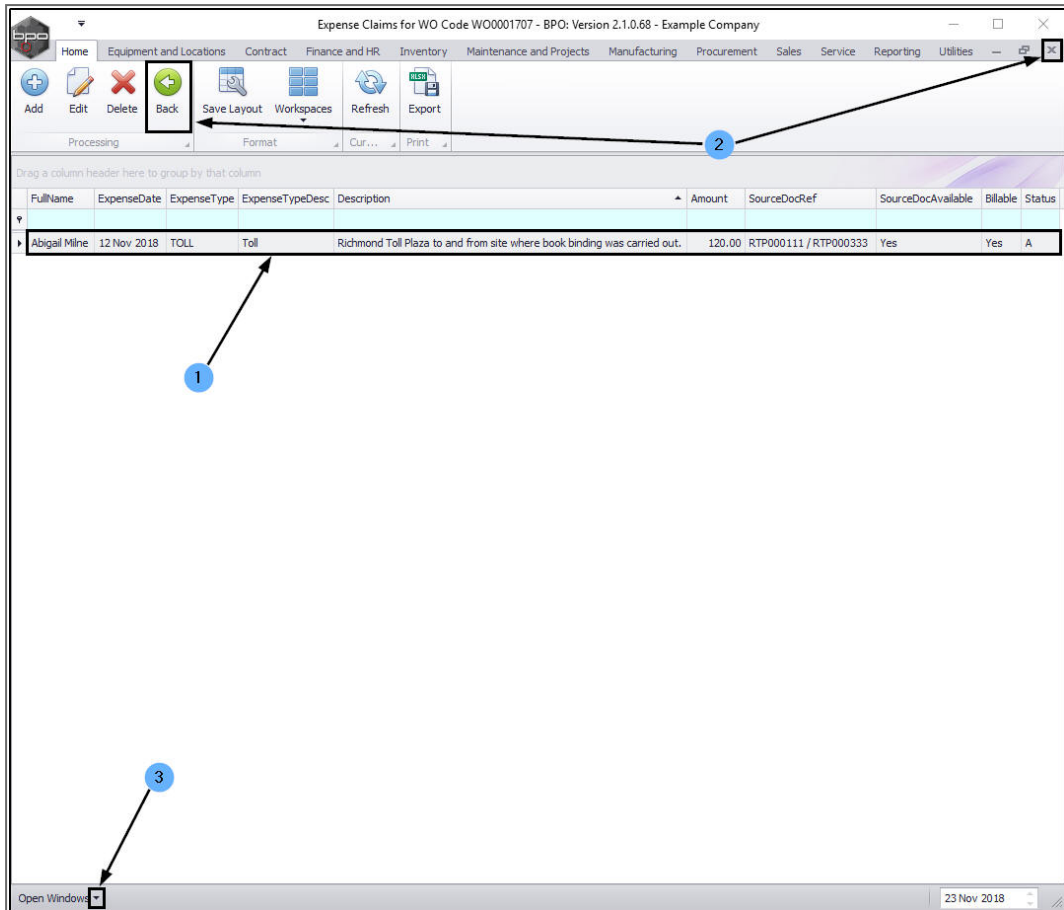 Expense Claims for WO Code WO0001707 - BPO: Version 2.1.0.68 - Example Company
bpo
Home Equipment and Locations Contract Finance and HR Inventory Maintenance and Projects Manufacturing Procurement Sales Service Reporting Utilities
XLSX
Add Edit Delete Back Save Layout Workspaces Refresh Export
2
Processing Format Cur... Print
Drag a column header here to group by that column
FullName ExpenseDate ExpenseType ExpenseTypeDesc Description Amount SourceDocRef SourceDocAvailable Billable Status
Abigail Milne 12 Nov 2018 TOLL Toll Richmond Toll Plaza to and from site where book binding was carried out. 120.00 RTP000111 / RTP000333 Yes Yes A
1
3
Open Windows 23 Nov 2018